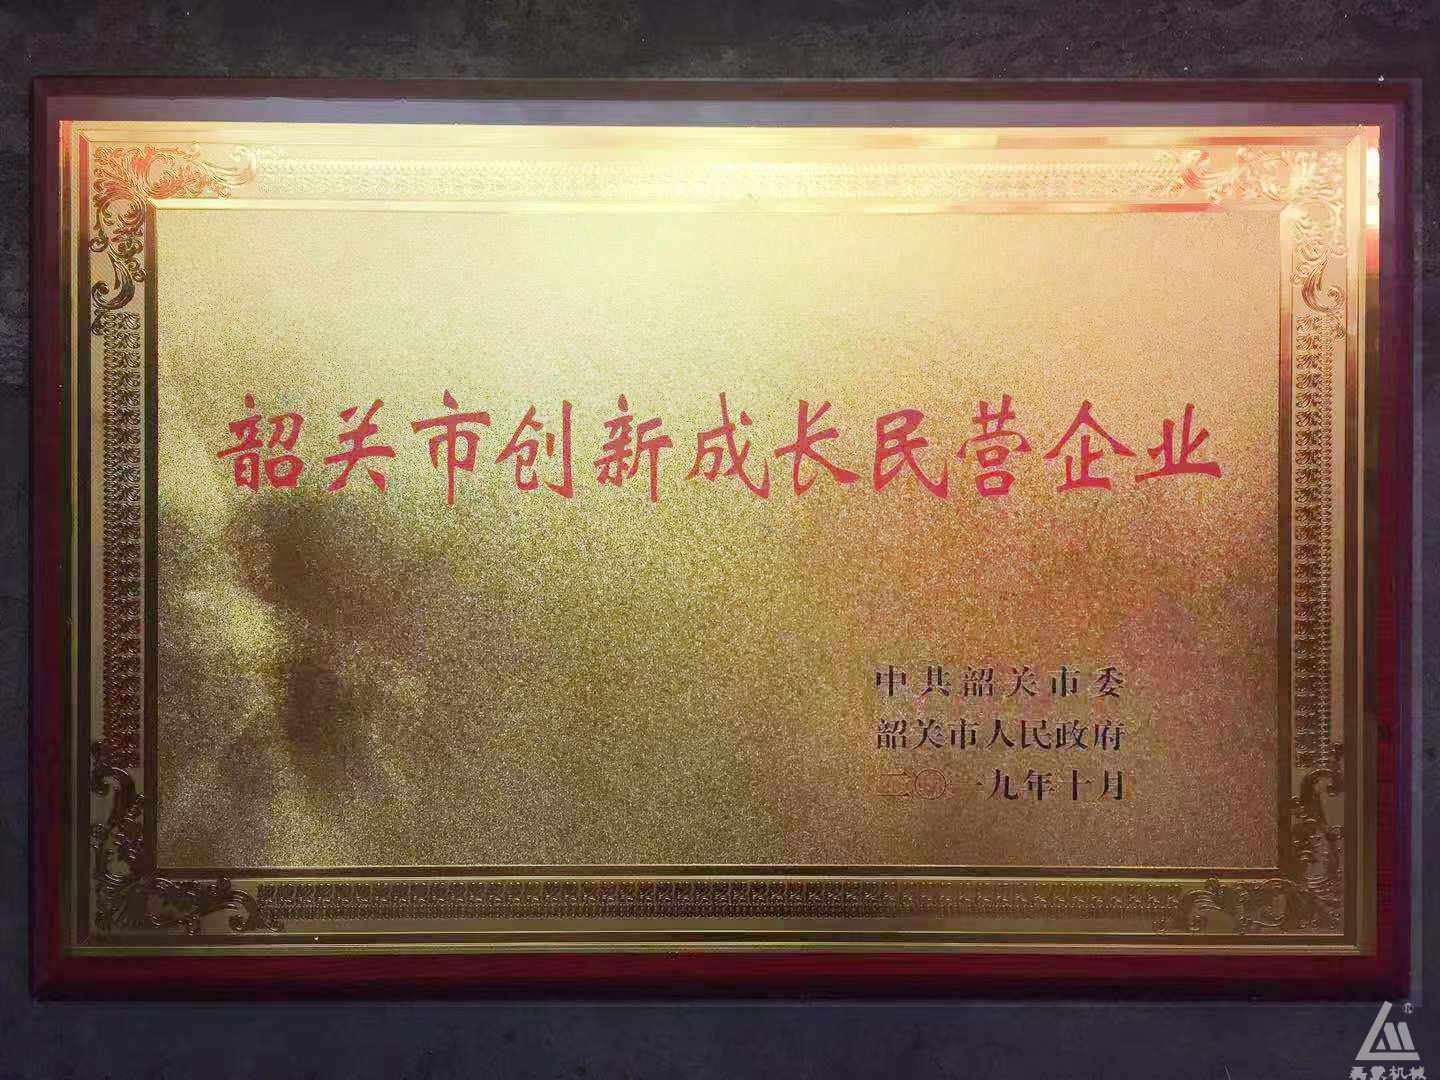 韶关市创新成长民营企业
中共韶关市委
韶关市人民政府
二〇一九年十月